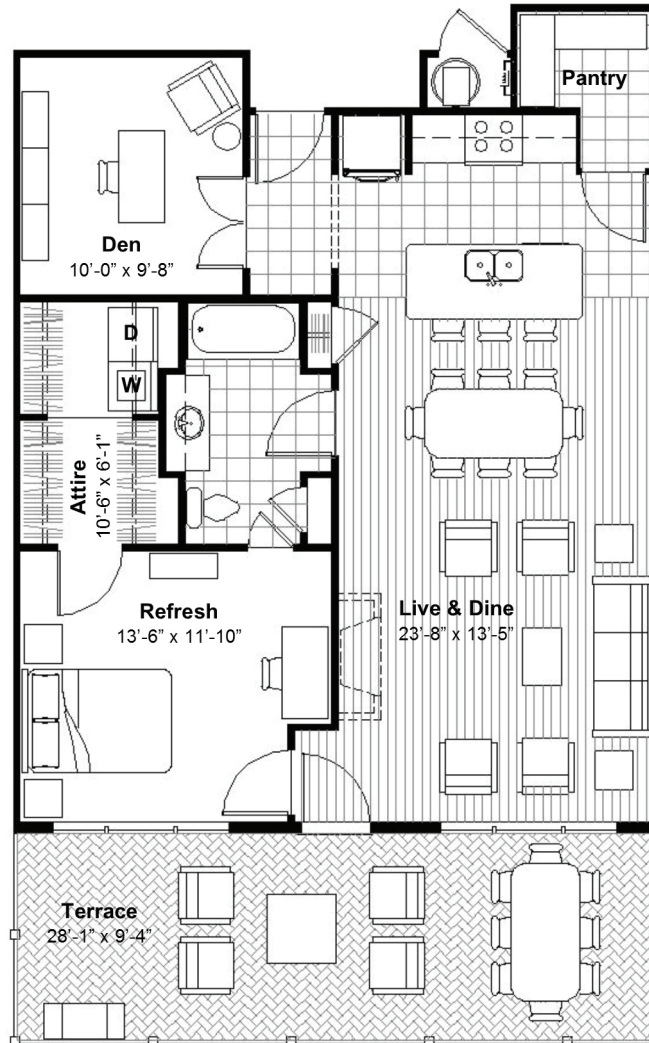 Pantry
Den
10'-0" x 9'-8"
D
W
Attire
10'-6" x 6'-1"
Refresh
13'-6" x 11'-10"
Live & Dine
23'-8" x 13'-5"
Terrace
28'-1" x 9'-4"